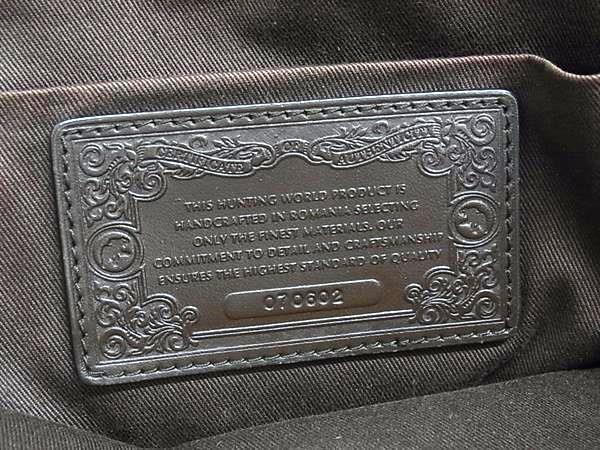 CERTIFICATE OF AUTHENTICITY
THIS HUNTING WORLD PRODUCT IS
HANDCRAFTED IN ROMANIA SELECTING
ONLY THE FINEST MATERIALS. OUR
COMMITMENT TO DETAIL AND CRAFTSMANSHIP
ENSURES THE HIGHEST STANDARD OF QUALITY
070602